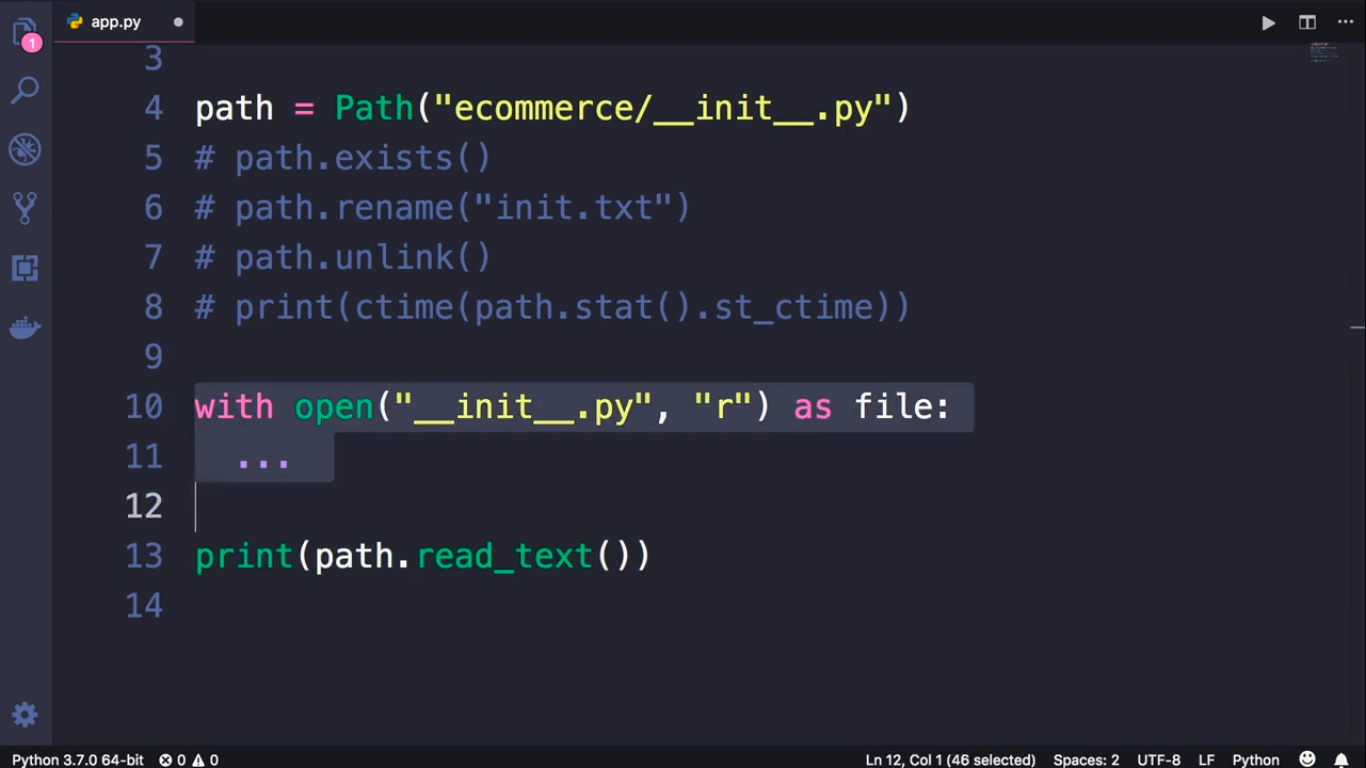 app.py
1
3
4 path = Path("ecommerce/__init__.py")
5 # path.exists()
6 # path.rename("init.txt")
7 # path.unlink()
8 # print(ctime(path.stat().st_ctime))
9
10 with open("__init__.py", "r") as file:
11   ...
12
13 print(path.read_text())
14
Python 3.7.0 64-bit 0 0 Ln 12, Col 1 (46 selected) Spaces: 2 UTF-8 LF Python